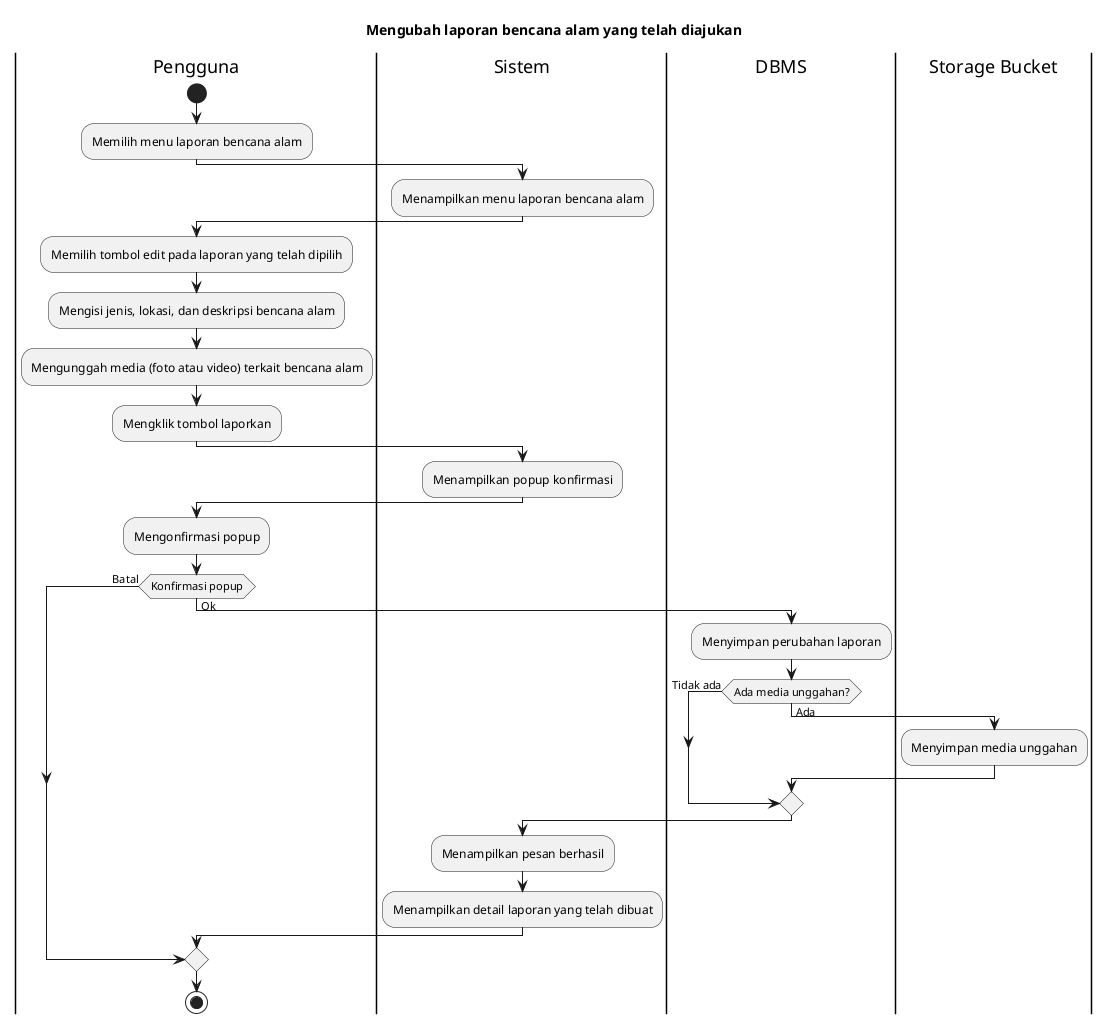 Mengubah laporan bencana alam yang telah diajukan
Pengguna
Sistem
DBMS
Storage Bucket
Memilih menu laporan bencana alam
Menampilkan menu laporan bencana alam
Memilih tombol edit pada laporan yang telah dipilih
Mengisi jenis, lokasi, dan deskripsi bencana alam
Mengunggah media (foto atau video) terkait bencana alam
Mengklik tombol laporkan
Menampilkan popup konfirmasi
Mengonfirmasi popup
Batal
Konfirmasi popup
Ok
Menyimpan perubahan laporan
Tidak ada
Ada media unggahan?
Ada
Menyimpan media unggahan
Menampilkan pesan berhasil
Menampilkan detail laporan yang telah dibuat